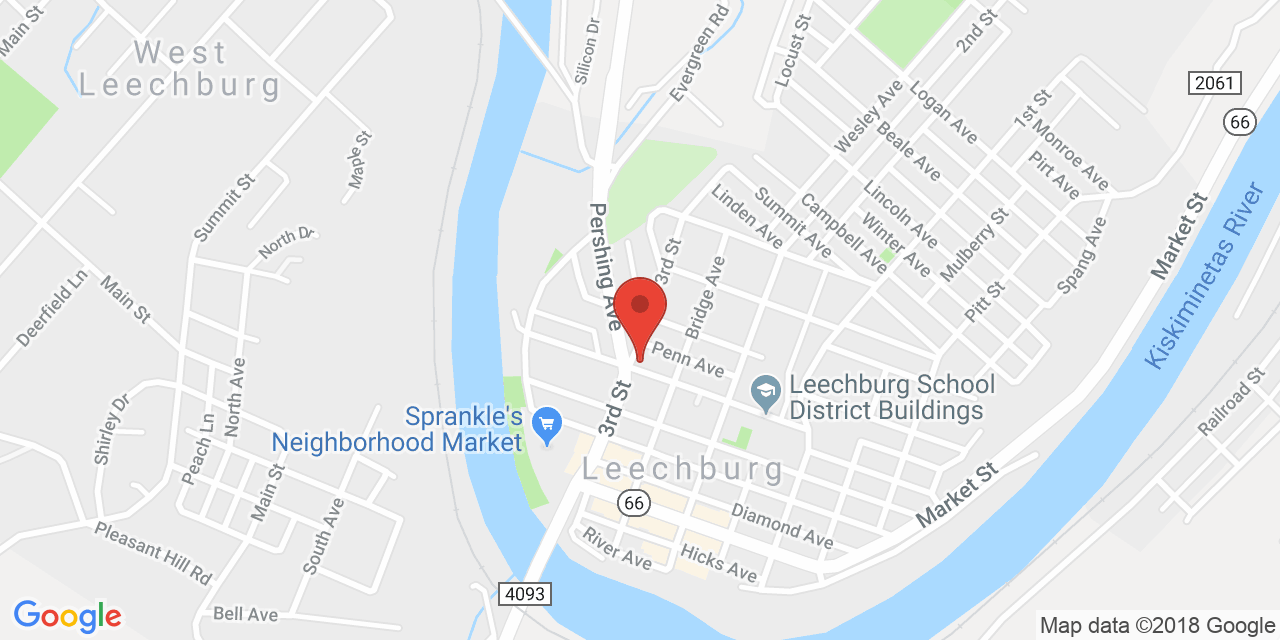 Main St
West
Leechburg
Silicon Dr
Evergreen Rd
Locust St
2nd St
2061
66
Wesley Ave
Logan Ave
Beale Ave
1st St
Monroe Ave
Pirt Ave
Maple St
Summit St
North Dr
Pershing Ave
Linden Ave
Summit Ave
Campbell Ave
Lincoln Ave
Winter Ave
Mulberry St
Pitt St
Spang Ave
Market St
Kiskiminetas River
3rd St
Bridge Ave
Deerfield Ln
Main St
Penn Ave
Leechburg School
District Buildings
Shirley Dr
Peach Ln
North Ave
3rd St
Sprankle's
Neighborhood Market
Railroad St
Leechburg
Main St
South Ave
66
Market St
Diamond Ave
River Ave
Hicks Ave
Pleasant Hill Rd
4093
Bell Ave
Google
Map data ©2018 Google